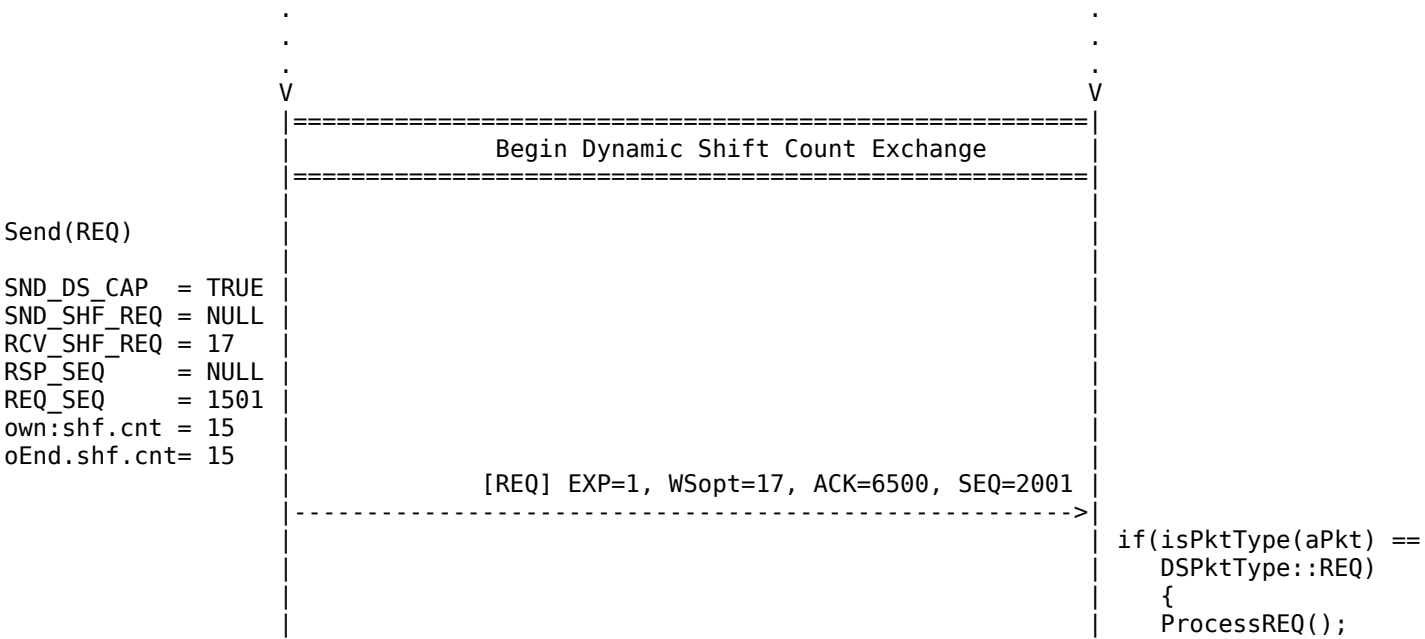 .                                                       .
.                                                       .
.                                                       .
V                                                       V
|=======================================================|
|              Begin Dynamic Shift Count Exchange       |
|=======================================================|
|                                                       |
Send(REQ)          |                                                       |
|                                                       |
SND_DS_CAP  = TRUE |                                                       |
SND_SHF_REQ = NULL |                                                       |
RCV_SHF_REQ = 17   |                                                       |
RSP_SEQ     = NULL |                                                       |
REQ_SEQ     = 1501 |                                                       |
own:shf.cnt = 15   |                                                       |
oEnd.shf.cnt= 15   |                                                       |
|             [REQ] EXP=1, WSopt=17, ACK=6500, SEQ=2001 |
|------------------------------------------------------>|
|                                                       | if(isPktType(aPkt) ==
|                                                       |    DSPktType::REQ)
|                                                       |    {
|                                                       |    ProcessREQ();